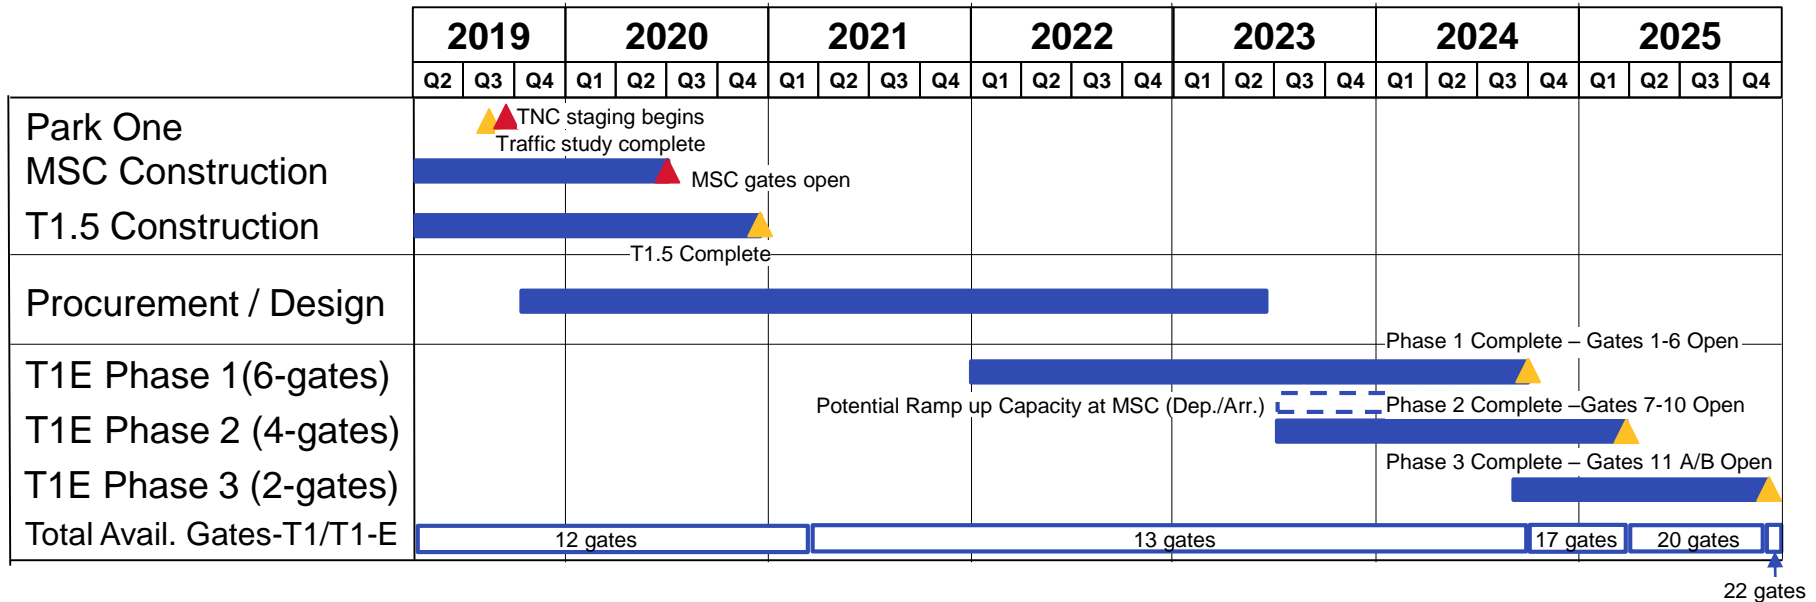 2019 2020 2021 2022 2023 2024 2025
Q2 Q3 Q4 Q1 Q2 Q3 Q4 Q1 Q2 Q3 Q4 Q1 Q2 Q3 Q4 Q1 Q2 Q3 Q4 Q1 Q2 Q3 Q4 Q1 Q2 Q3 Q4
Park One
TNC staging begins
Traffic study complete
MSC Construction
MSC gates open
T1.5 Construction
T1.5 Complete
Procurement / Design
Phase 1 Complete – Gates 1-6 Open
T1E Phase 1(6-gates)
Potential Ramp up Capacity at MSC (Dep./Arr.)
Phase 2 Complete –Gates 7-10 Open
T1E Phase 2 (4-gates)
Phase 3 Complete – Gates 11 A/B Open
T1E Phase 3 (2-gates)
Total Avail. Gates-T1/T1-E
12 gates 13 gates 17 gates 20 gates
22 gates